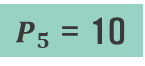 P₅ = 10